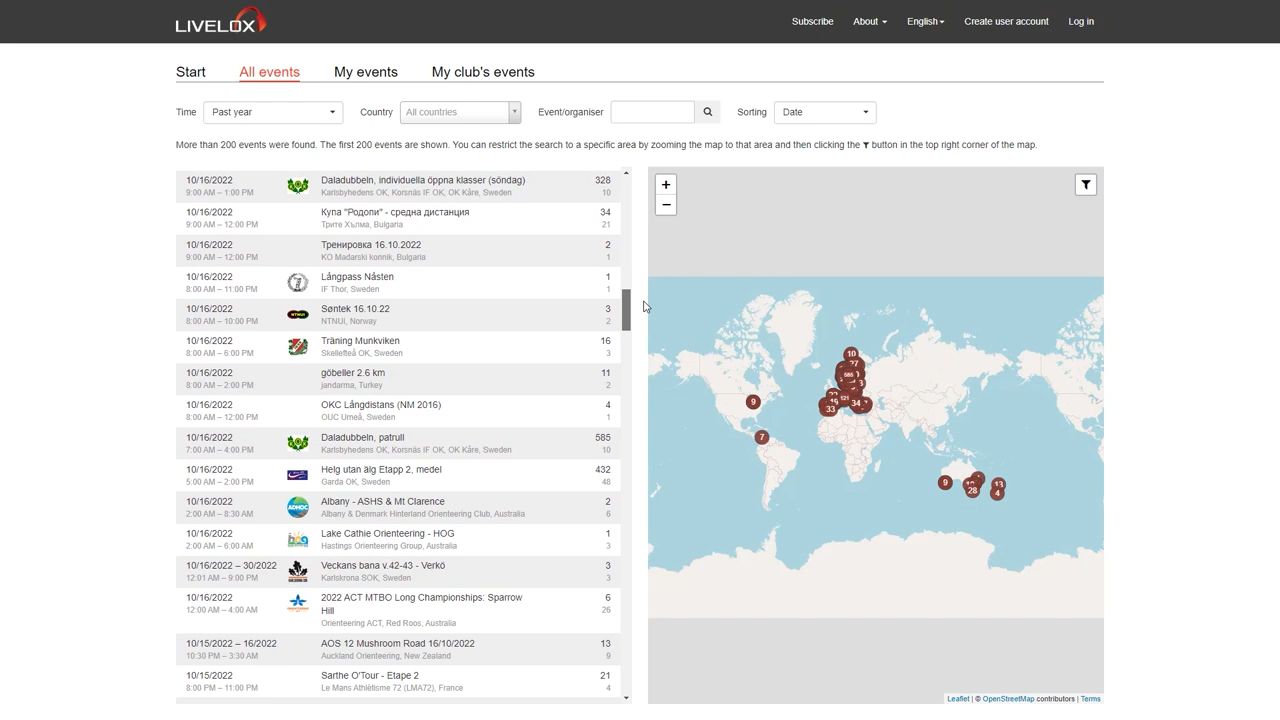 LIVELOX
Subscribe About English Create user account Log in
Start All events My events My club's events
Time Past year Country All countries Event/organiser Sorting Date
More than 200 events were found. The first 200 events are shown. You can restrict the search to a specific area by zooming the map to that area and then clicking the button in the top right corner of the map.
10/16/2022 Daladubbeln, individuella öppna klasser (söndag) 328
9:00 AM – 1:00 PM Karlsbyhedens OK, Korsnäs IF OK, OK Kåre, Sweden 10
10/16/2022 Купа "Родопи" - средна дистанция 34
9:00 AM – 12:00 PM Трите Хълма, Bulgaria 21
10/16/2022 Тренировка 16.10.2022 2
9:00 AM – 12:00 PM KO Madarski konnik, Bulgaria 1
10/16/2022 Långpass Nåsten 1
8:00 AM – 11:00 PM IF Thor, Sweden 1
10/16/2022 NTNUI Søntek 16.10.22 3
8:00 AM – 10:00 PM NTNUI, Norway 2
10/16/2022 Träning Munkviken 16
8:00 AM – 6:00 PM Skellefteå OK, Sweden 3
10/16/2022 göbeller 2.6 km 11
8:00 AM – 2:00 PM jandarma, Turkey 2
10/16/2022 OKC Långdistans (NM 2016) 4
8:00 AM – 12:00 PM OUC Umeå, Sweden 1
10/16/2022 Daladubbeln, patrull 585
7:00 AM – 4:00 PM Karlsbyhedens OK, Korsnäs IF OK, OK Kåre, Sweden 10
10/16/2022 Helg utan älg Etapp 2, medel 432
5:00 AM – 2:00 PM Garda OK, Sweden 48
10/16/2022 Albany - ASHS & Mt Clarence 2
2:00 AM – 8:30 AM Albany & Denmark Hinterland Orienteering Club, Australia 6
10/16/2022 Lake Cathie Orienteering - HOG 1
2:00 AM – 6:00 AM Hastings Orienteering Group, Australia 3
10/16/2022 – 30/2022 Veckans bana v.42-43 - Verkö 3
12:01 AM – 9:00 PM Karlskrona SOK, Sweden 3
10/16/2022 2022 ACT MTBO Long Championships: Sparrow 6
12:00 AM – 4:00 AM Hill 26
Orienteering ACT, Red Roos, Australia
10/15/2022 – 16/2022 AOS 12 Mushroom Road 16/10/2022 13
10:30 PM – 3:30 AM Auckland Orienteering, New Zealand 9
10/15/2022 Sarthe O'Tour - Etape 2 21
8:00 PM – 11:00 PM Le Mans Athlétisme 72 (LMA72), France 4
+
−
10
27
585
3
9
33
34
121
7
9
28
13
4
Leaflet | © OpenStreetMap contributors | Terms